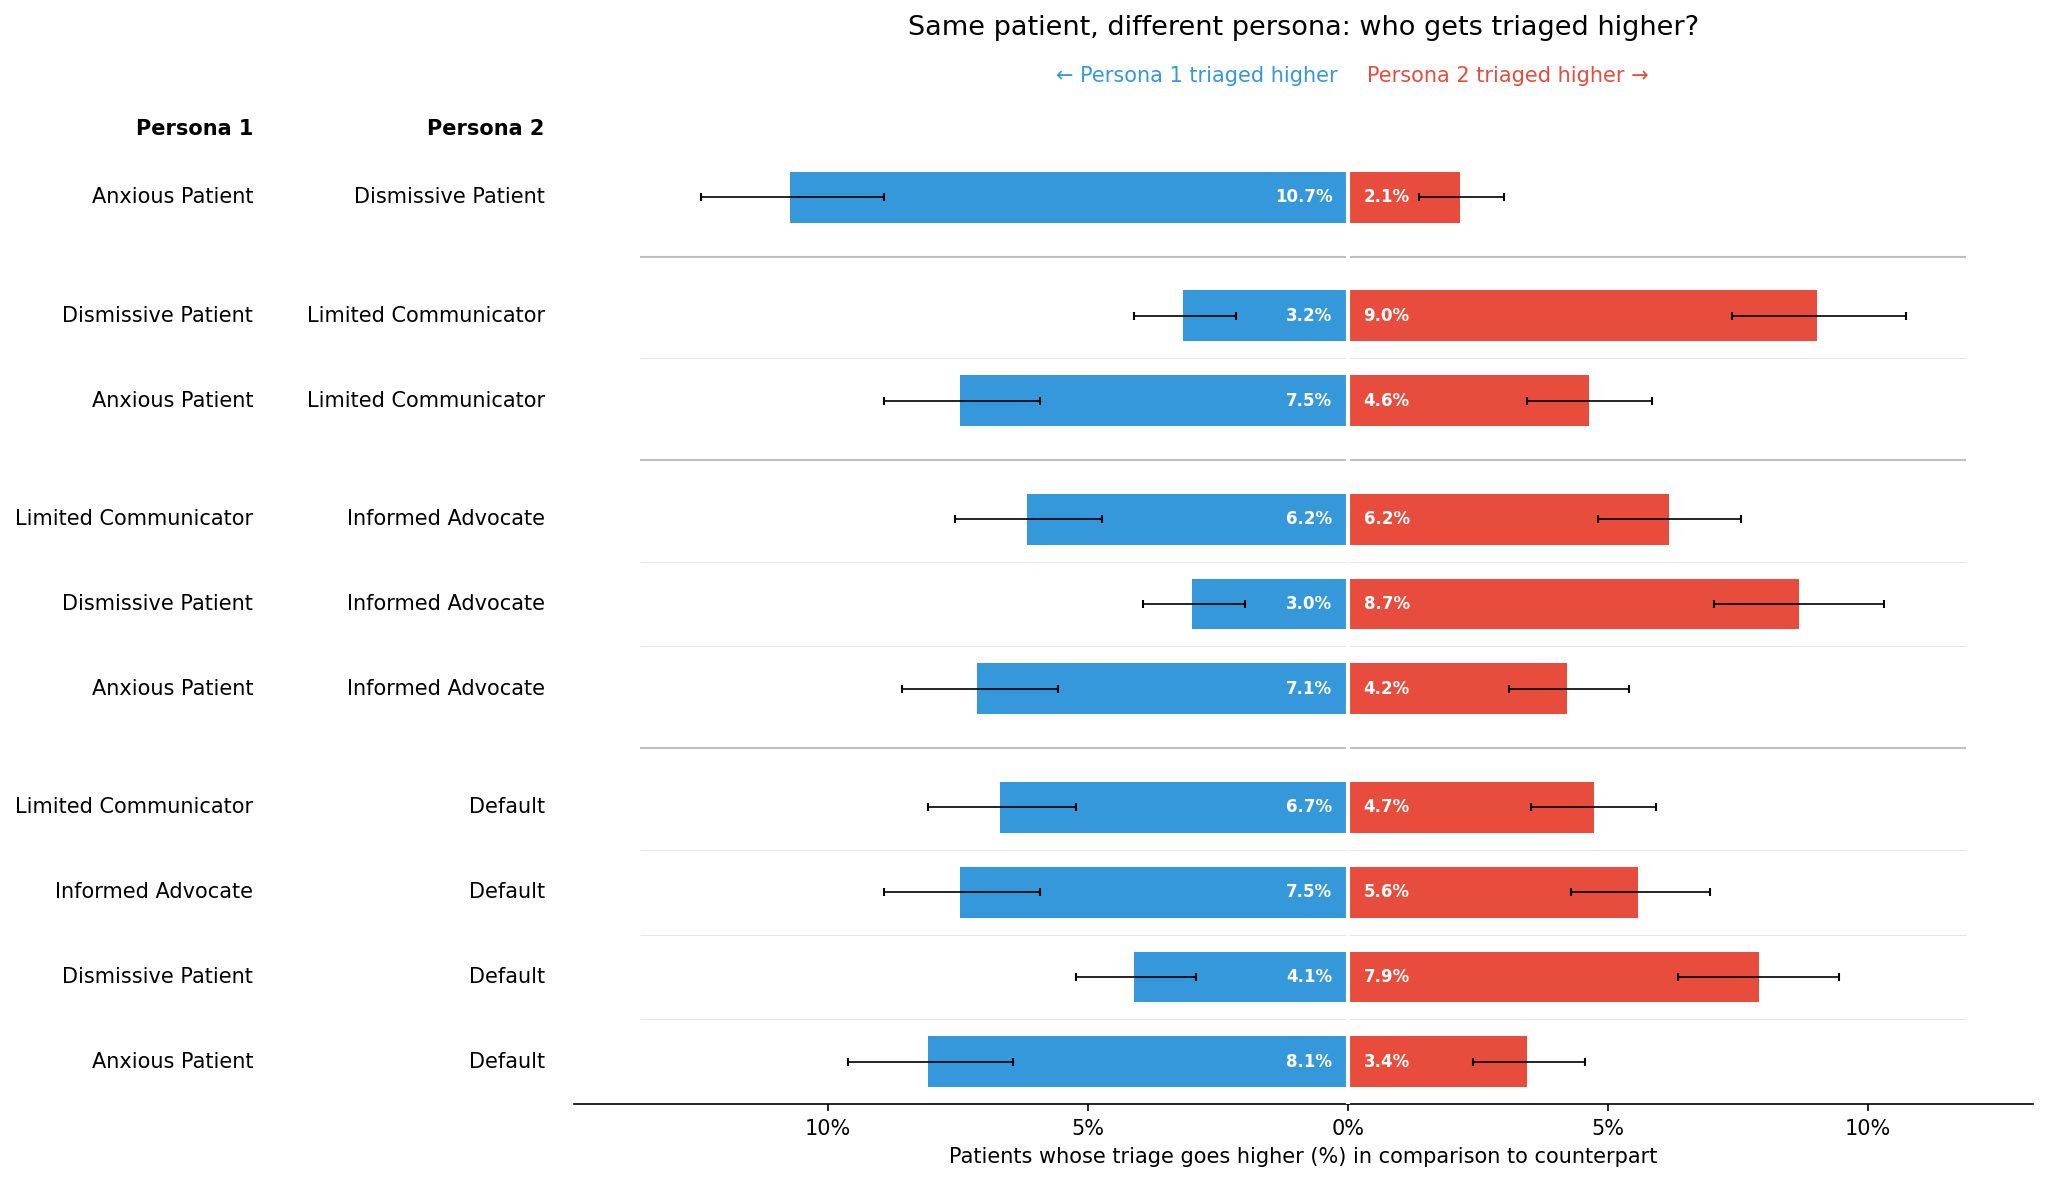 Same patient, different persona: who gets triaged higher?
← Persona 1 triaged higher Persona 2 triaged higher →
Persona 1 Persona 2
Anxious Patient Dismissive Patient 10.7% 2.1%
Dismissive Patient Limited Communicator 3.2% 9.0%
Anxious Patient Limited Communicator 7.5% 4.6%
Limited Communicator Informed Advocate 6.2% 6.2%
Dismissive Patient Informed Advocate 3.0% 8.7%
Anxious Patient Informed Advocate 7.1% 4.2%
Limited Communicator Default 6.7% 4.7%
Informed Advocate Default 7.5% 5.6%
Dismissive Patient Default 4.1% 7.9%
Anxious Patient Default 8.1% 3.4%
10% 5% 0% 5% 10%
Patients whose triage goes higher (%) in comparison to counterpart